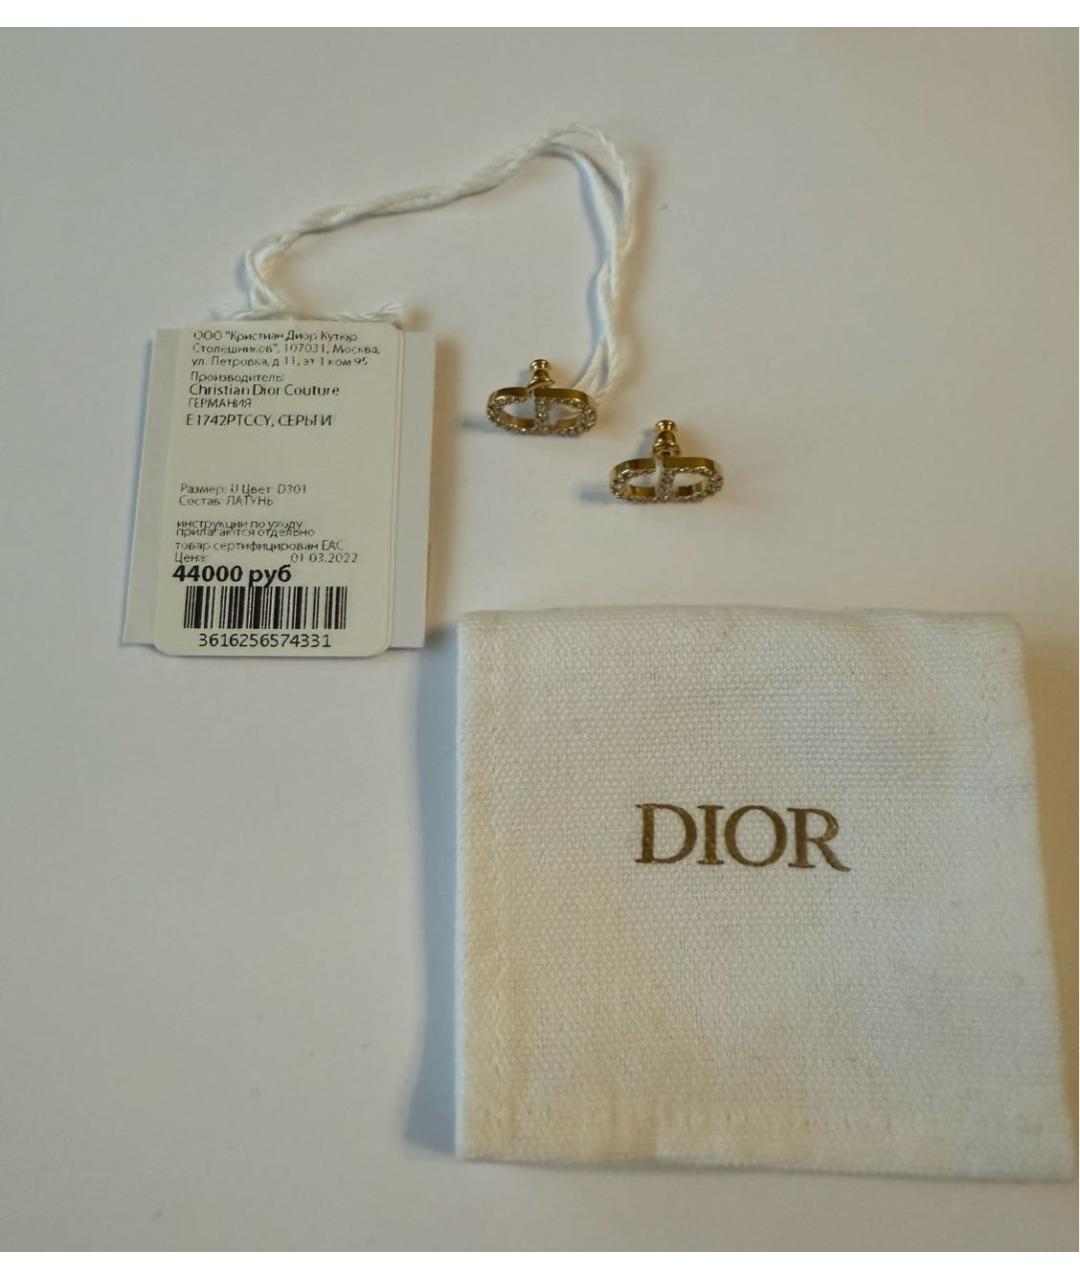 ООО "Кристиан Диор Кутюр
Столешников", 107031, Москва,
ул. Петровка, д 11, эт 1 ком 95
Производитель:
Christian Dior Couture
ГЕРМАНИЯ
E1742PTCCY, СЕРЬГИ
Размер: U Цвет: D301
Состав: ЛАТУНЬ
инструкции по уходу
прилагаются отдельно
товар сертифицирован EAC
Цена: 01.03.2022
44000 руб
3616256574331
DIOR